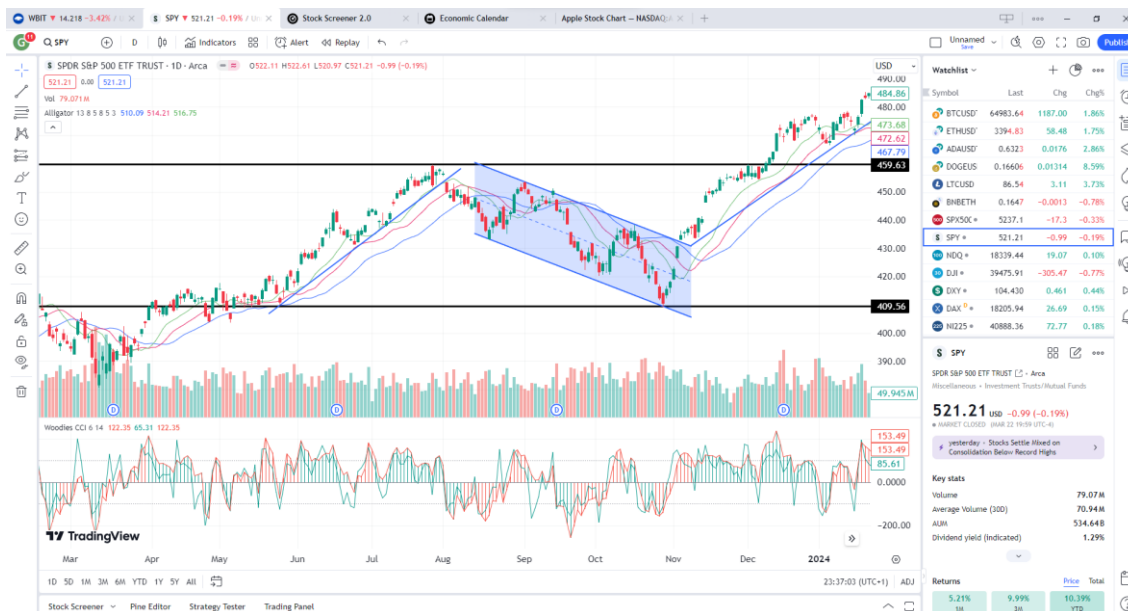 WBIT ▼ 14.218 -3.42% / U
SPY ▼ 521.21 -0.19% / Un
Stock Screener 2.0
Economic Calendar
Apple Stock Chart — NASDAQ:A
11
SPY
D
Indicators
Alert
Replay
Unnamed
Save
Publish
SPDR S&P 500 ETF TRUST · 1D · Arca
O522.11 H522.61 L520.97 C521.21 -0.99 (-0.19%)
521.21 0.00 521.21
Vol 79.071M
Alligator 13 8 5 8 5 3 510.09 514.21 516.75
USD
490.00
484.86
480.00
473.68
472.62
467.79
459.63
450.00
440.00
430.00
420.00
409.56
400.00
390.00
49.945M
D
D
D
D
Woodies CCI 6 14 122.35 65.31 122.35
153.49
153.49
85.61
0.0000
-200.00
TradingView
Mar Apr May Jun Jul Aug Sep Oct Nov Dec 2024
1D 5D 1M 3M 6M YTD 1Y 5Y All
23:37:03 (UTC+1) ADJ
Stock Screener Pine Editor Strategy Tester Trading Panel
Watchlist
Symbol Last Chg Chg%
BTCUSD 64983.64 1187.00 1.86%
ETHUSD 3394.83 58.48 1.75%
ADAUSD 0.6323 0.0176 2.86%
DOGEUS 0.16606 0.01314 8.59%
LTCUSD 86.54 3.11 3.73%
BNBETH 0.1647 -0.0013 -0.78%
500 SPX500 5237.1 -17.3 -0.33%
S SPY 521.21 -0.99 -0.19%
100 NDQ 18339.44 19.07 0.10%
30 DJI 39475.91 -305.47 -0.77%
DXY 104.430 0.461 0.44%
DAX D 18205.94 26.69 0.15%
225 NI225 40888.36 72.77 0.18%
S SPY
SPDR S&P 500 ETF TRUST · Arca
Miscellaneous · Investment Trusts/Mutual Funds
521.21 USD -0.99 (-0.19%)
MARKET CLOSED (MAR 22 19:59 UTC-4)
yesterday · Stocks Settle Mixed on
Consolidation Below Record Highs
Key stats
Volume 79.07M
Average Volume (30D) 70.94M
AUM 534.64B
Dividend yield (indicated) 1.29%
Returns Price Total
5.21% 9.99% 10.39%
1M 3M YTD